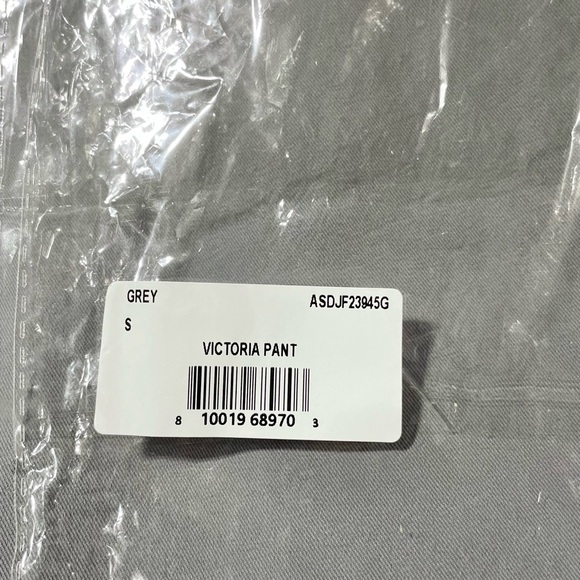 GREY ASDJF23945G
S
VICTORIA PANT
8 10019 68970 3